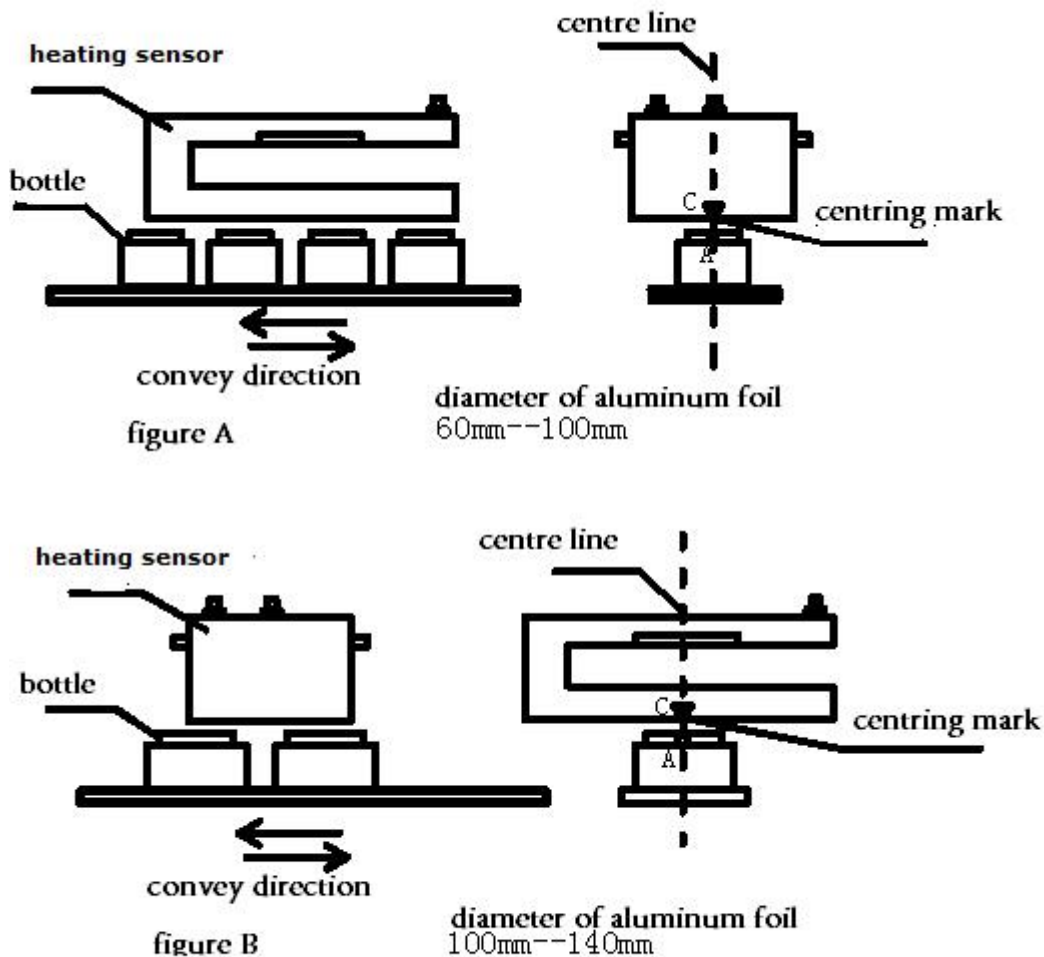 centre line
heating sensor
bottle
C
centring mark
A
convey direction
diameter of aluminum foil
60mm--100mm
figure A
centre line
heating sensor
bottle
C
centring mark
A
convey direction
diameter of aluminum foil
100mm--140mm
figure B